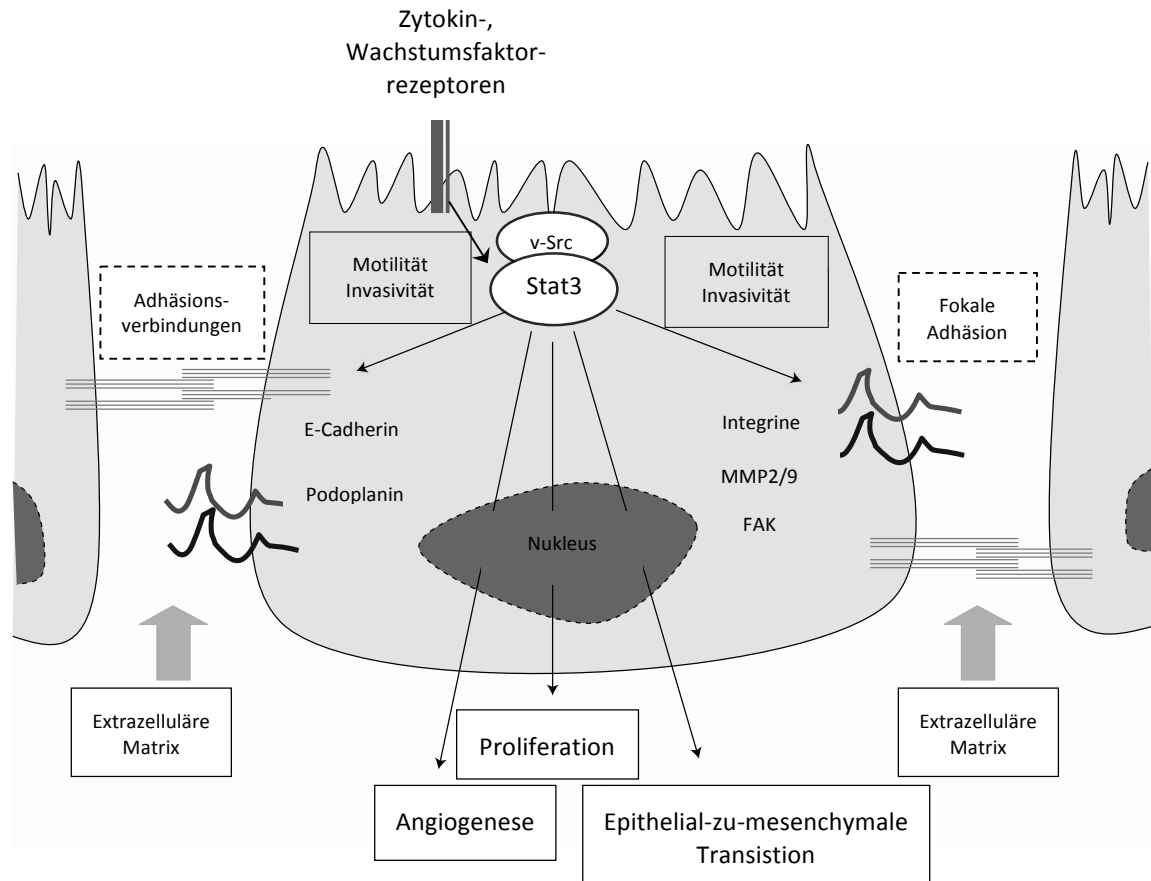 Zytokin-,
Wachstumsfaktor-
rezeptoren
v-Src
Stat3
Motilität
Invasivität
Motilität
Invasivität
Adhäsions-
verbindungen
Fokale
Adhäsion
E-Cadherin
Podoplanin
Integrine
MMP2/9
FAK
Nukleus
Extrazelluläre
Matrix
Extrazelluläre
Matrix
Proliferation
Angiogenese
Epithelial-zu-mesenchymale
Transistion